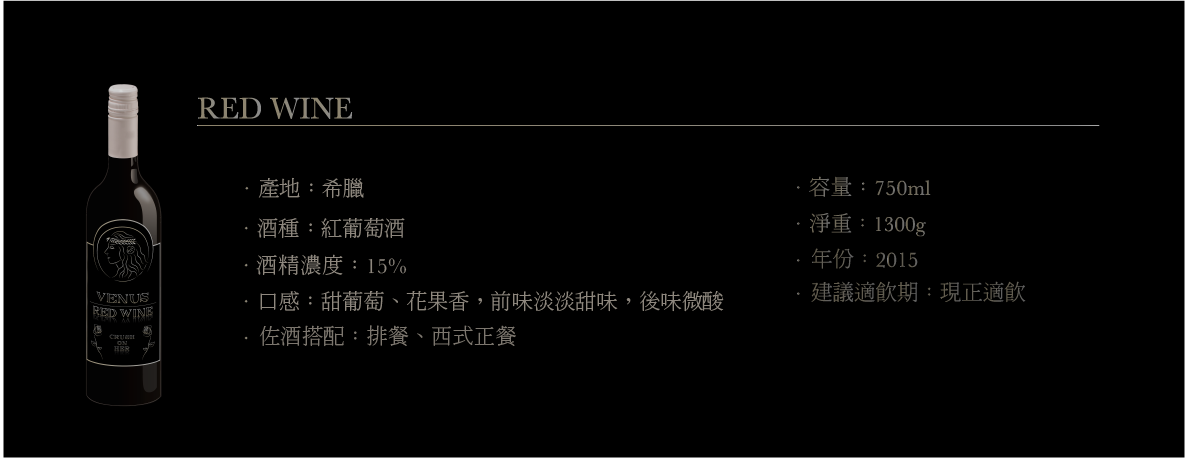 RED WINE
· 產地：希臘
· 酒種：紅葡萄酒
· 酒精濃度：15%
· 口感：甜葡萄、花果香，前味淡淡甜味，後味微酸
· 佐酒搭配：排餐、西式正餐
· 容量：750ml
· 淨重：1300g
· 年份：2015
· 建議適飲期：現正適飲
VENUS
RED WINE
CRUSH
ON
HER